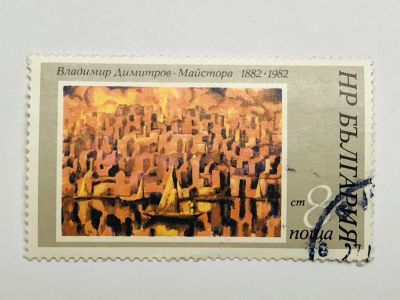 Владимир Димитров - Майстора 1882 · 1982
НР БЪЛГАРИЯ
ст 8
поща